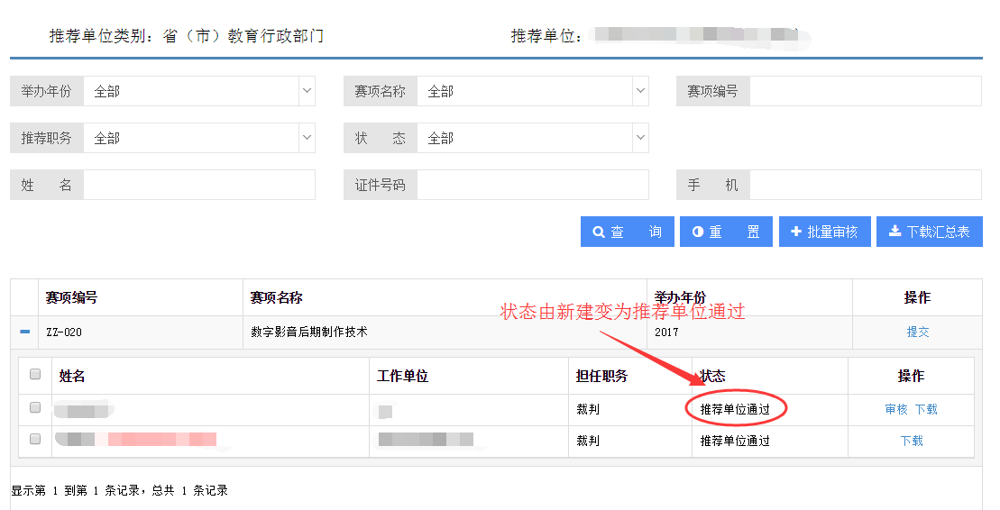 推荐单位类别：省（市）教育行政部门 推荐单位：
举办年份 全部 赛项名称 全部 赛项编号
推荐职务 全部 状 态 全部
姓 名 证件号码 手 机
查 询 重 置 批量审核 下载汇总表
赛项编号 赛项名称 举办年份 操作
状态由新建变为推荐单位通过
ZZ-020 数字影音后期制作技术 2017 提交
姓名 工作单位 担任职务 状态 操作
裁判 推荐单位通过 审核 下载
裁判 推荐单位通过 下载
显示第 1 到第 1 条记录，总共 1 条记录